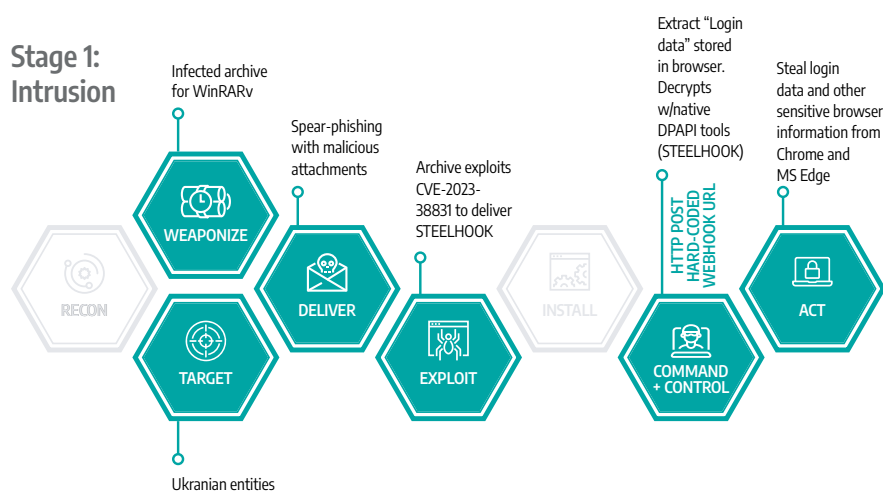 Stage 1:
Intrusion
Infected archive
for WinRARv
Spear-phishing
with malicious
attachments
Archive exploits
CVE-2023-
38831 to deliver
STEELHOOK
Extract “Login
data” stored
in browser.
Decrypts
w/native
DPAPI tools
(STEELHOOK)
Steal login
data and other
sensitive browser
information from
Chrome and
MS Edge
HTTP POST
HARD-CODED
WEBHOOK URL
RECON
WEAPONIZE
TARGET
DELIVER
EXPLOIT
INSTALL
COMMAND
+ CONTROL
ACT
Ukranian entities